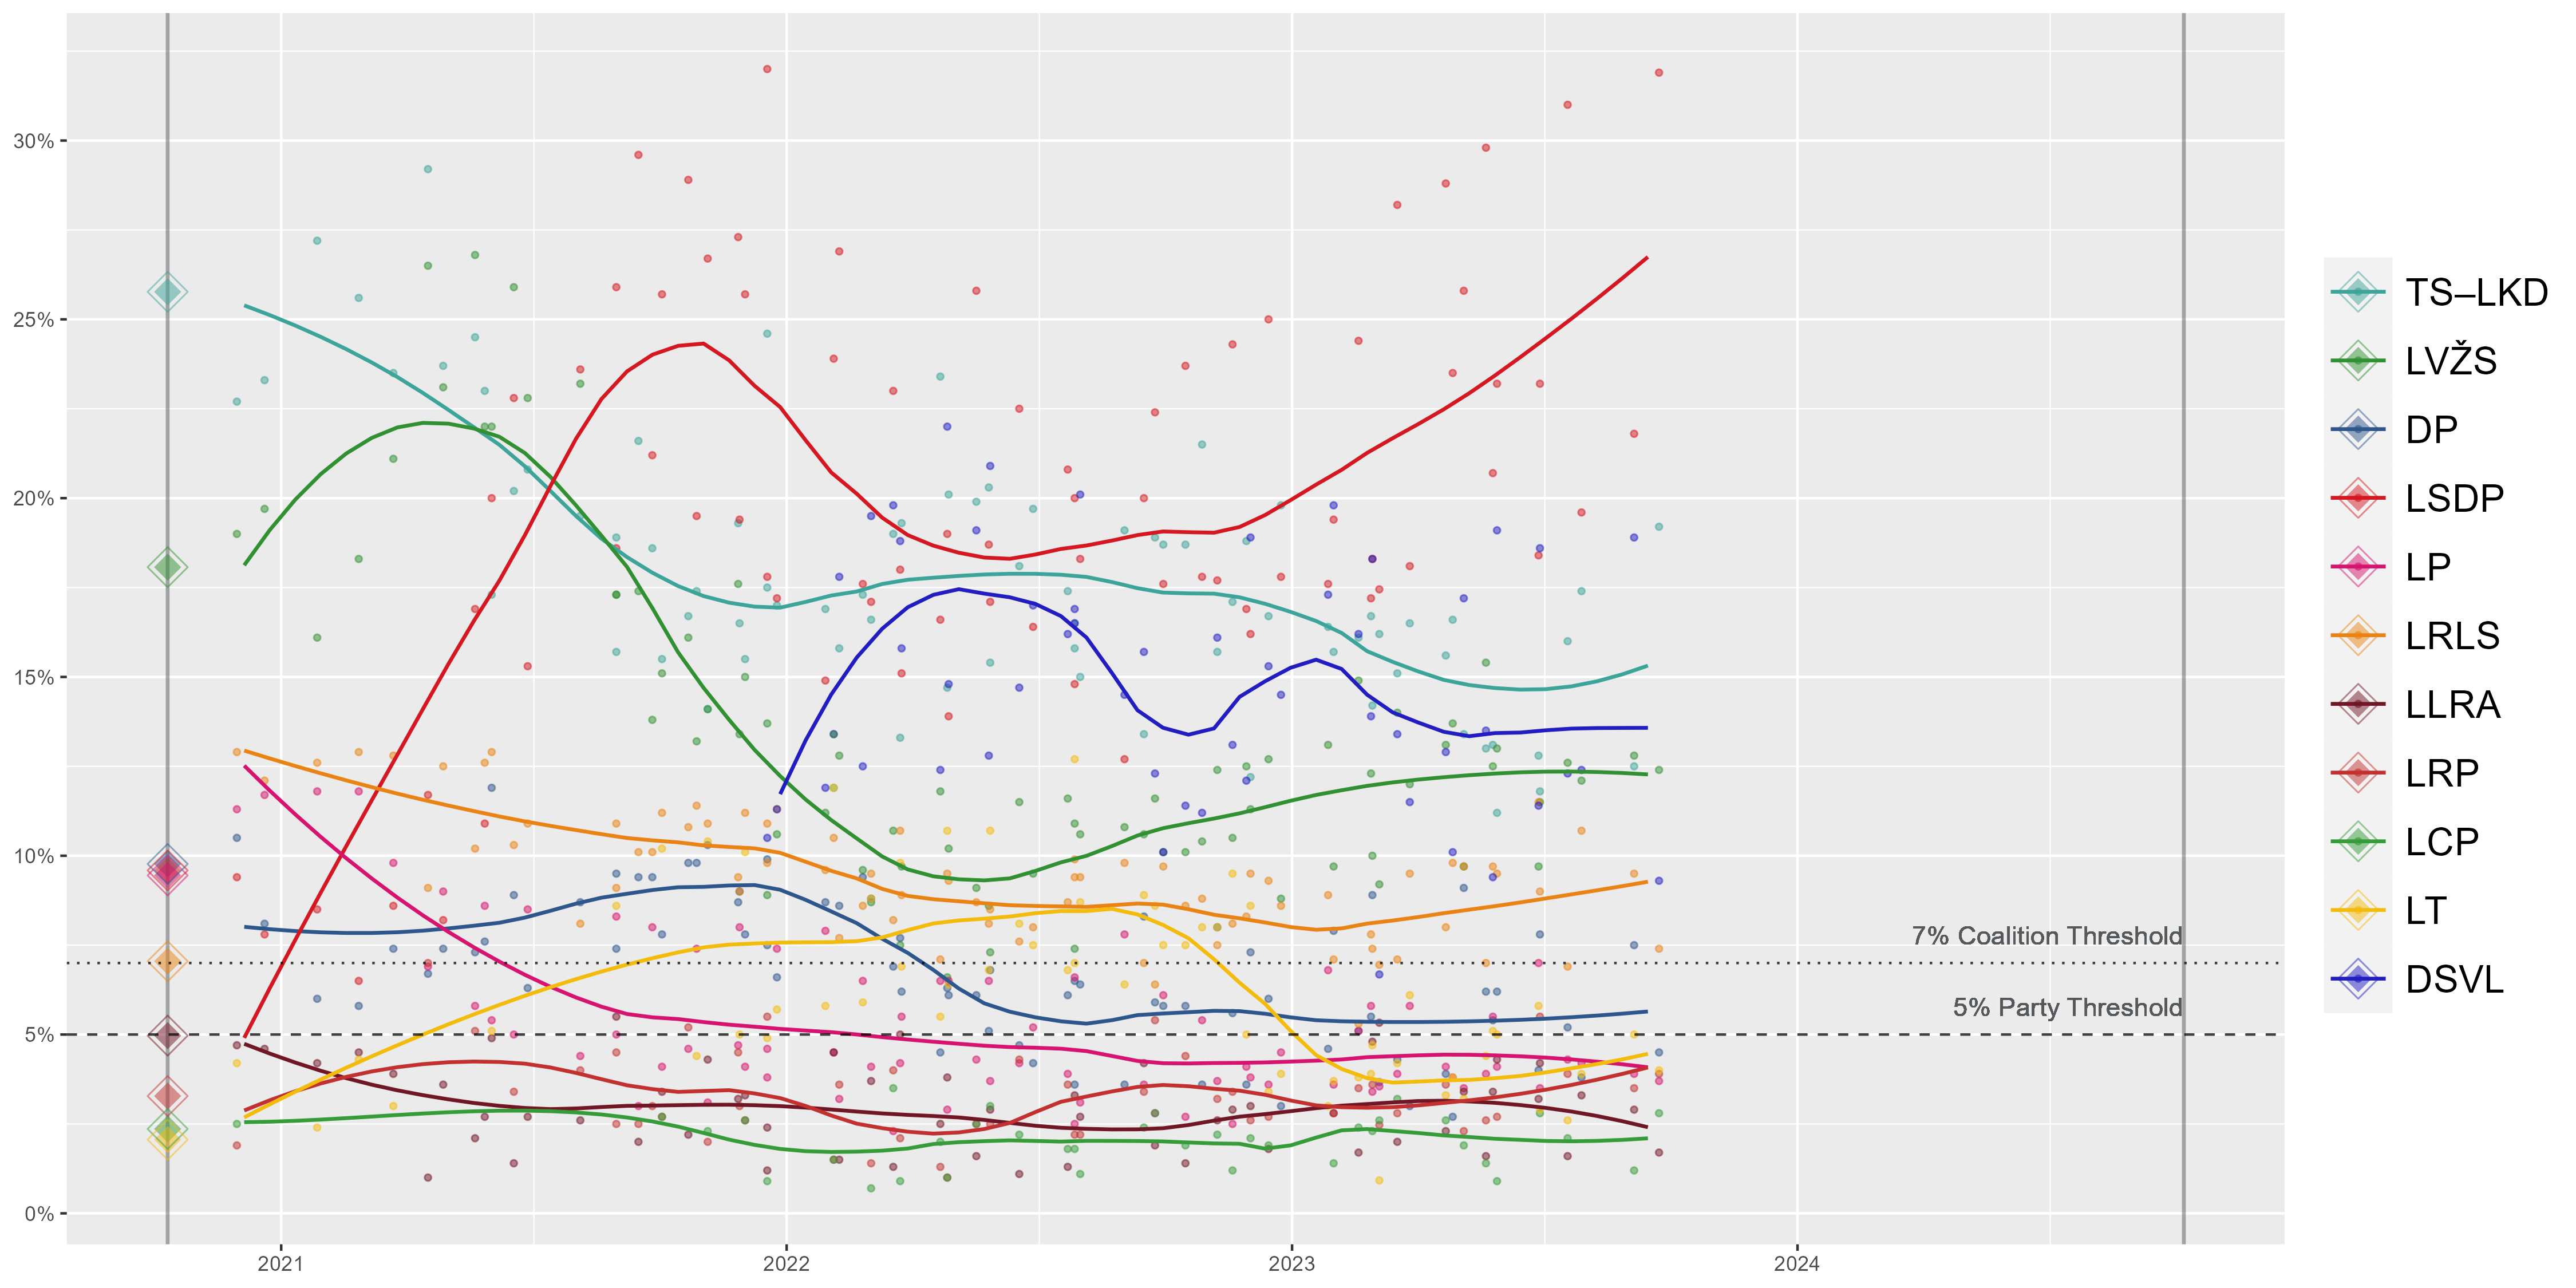 30%
25%
20%
15%
10%
5%
0%
2021
2022
2023
2024
7% Coalition Threshold
5% Party Threshold
TS–LKD
LVŽS
DP
LSDP
LP
LRLS
LLRA
LRP
LCP
LT
DSVL